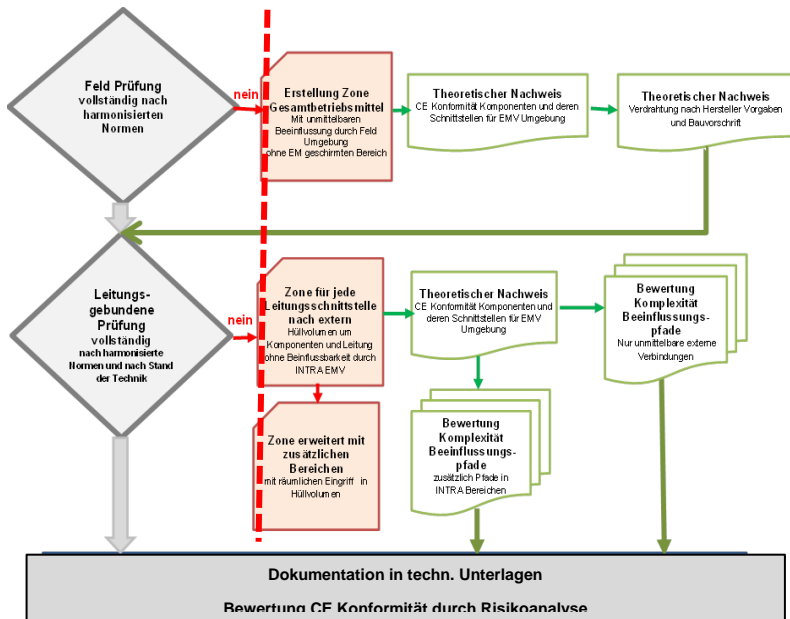 Feld Prüfung
vollständig nach
harmonisierten
Normen
nein
Erstellung Zone
Gesamtbetriebsmittel
Mit unmittelbaren
Beeinflussung durch Feld
Umgebung
ohne EM geschirmten Bereich
Theoretischer Nachweis
CE Konformität Komponenten und deren
Schnittstellen für EMV Umgebung
Theoretischer Nachweis
Verdrahtung nach Hersteller Vorgaben
und Bauvorschrift
Leitungs-
gebundene
Prüfung
vollständig
nach harmonisierte
Normen und nach Stand
der Technik
nein
Zone für jede
Leitungsschnittstelle
nach extern
Hüllvolumen um
Komponenten und Leitung
ohne Beinflussbarkeit durch
INTRA EMV
Theoretischer Nachweis
CE Konformität Komponenten und
deren Schnittstellen für EMV
Umgebung
Bewertung
Komplexität
Beeinflussungs-
pfade
Nur unmittelbare externe
Verbindungen
Zone erweitert mit
zusätzlichen
Bereichen
mit räumlichen Eingriff in
Hüllvolumen
Bewertung
Komplexität
Beeinflussungs-
pfade
zusätzlich Pfade in
INTRA Bereichen
Dokumentation in techn. Unterlagen
Bewertung CE Konformität durch Risikoanalyse